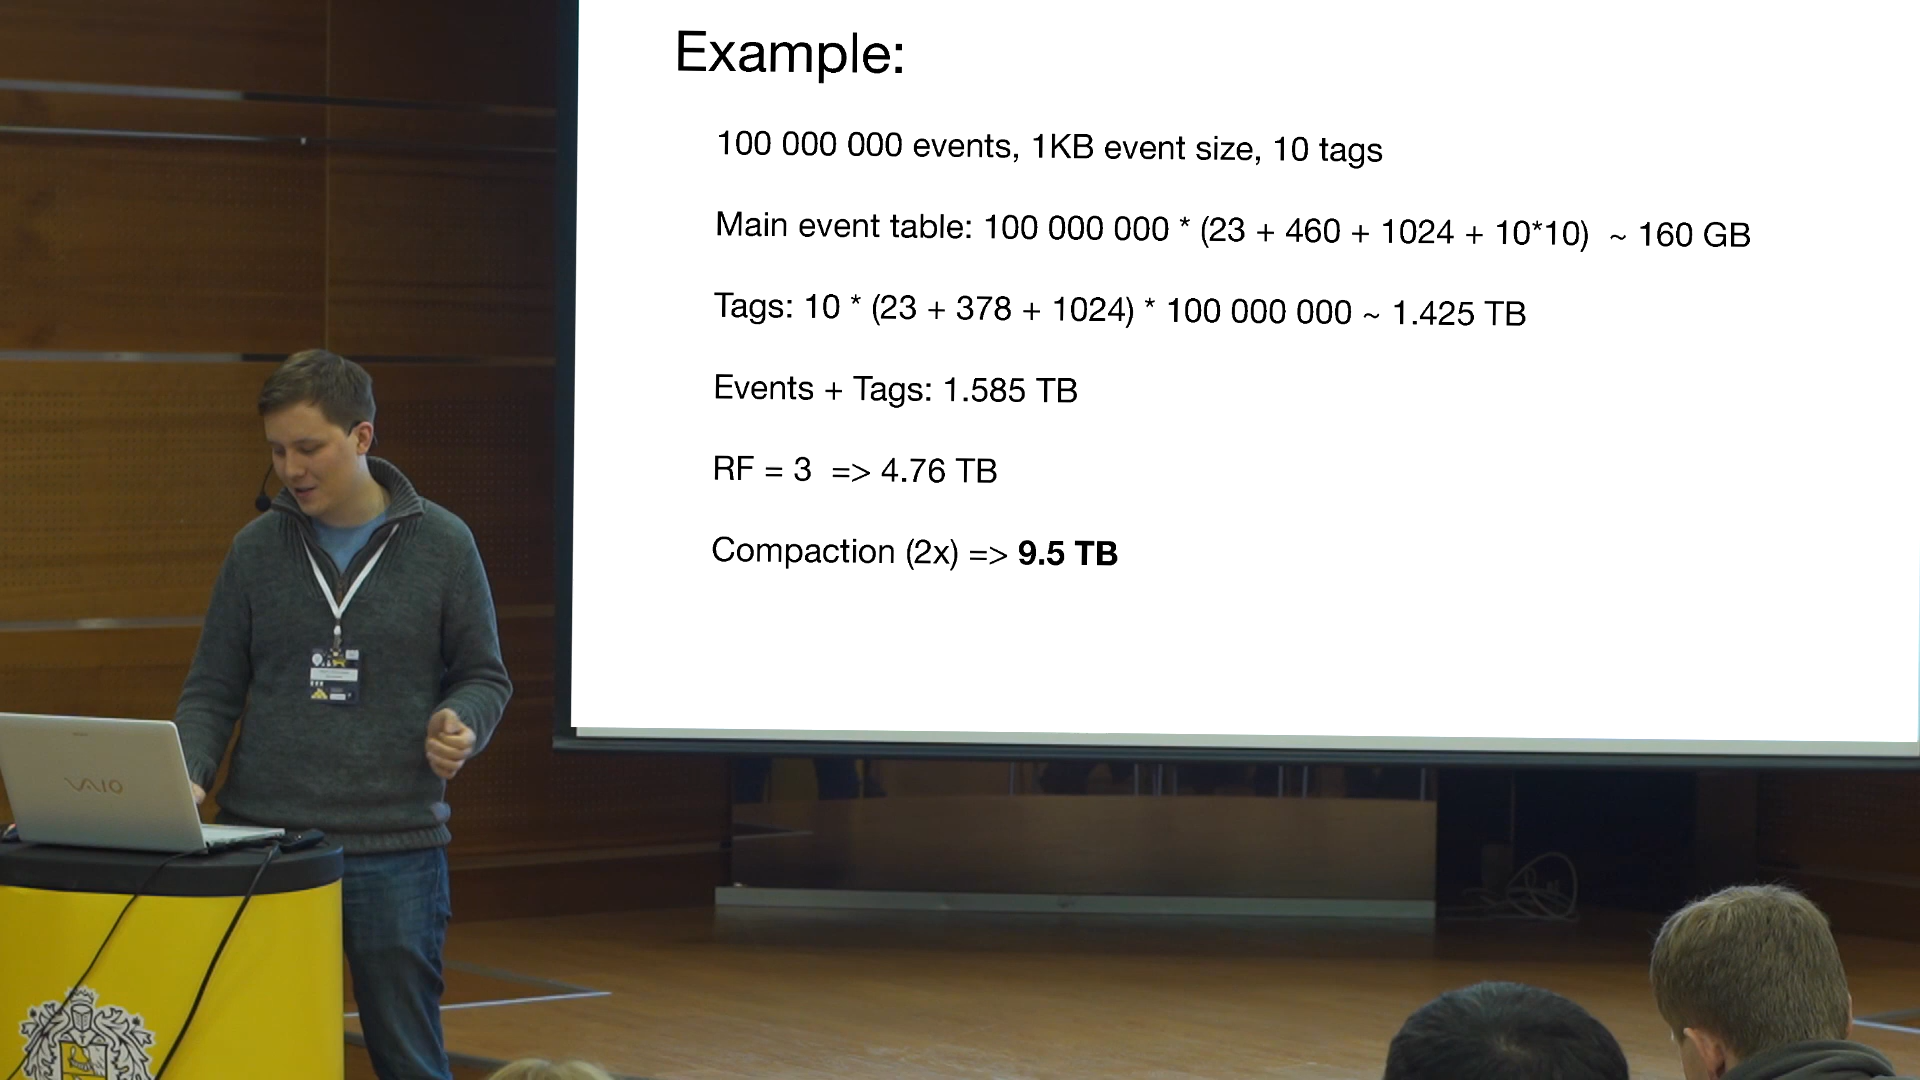 Example:
100 000 000 events, 1KB event size, 10 tags
Main event table: 100 000 000 * (23 + 460 + 1024 + 10*10)  ~ 160 GB
Tags: 10 * (23 + 378 + 1024) * 100 000 000 ~ 1.425 TB
Events + Tags: 1.585 TB
RF = 3  => 4.76 TB
Compaction (2x) => 9.5 TB
VAIO